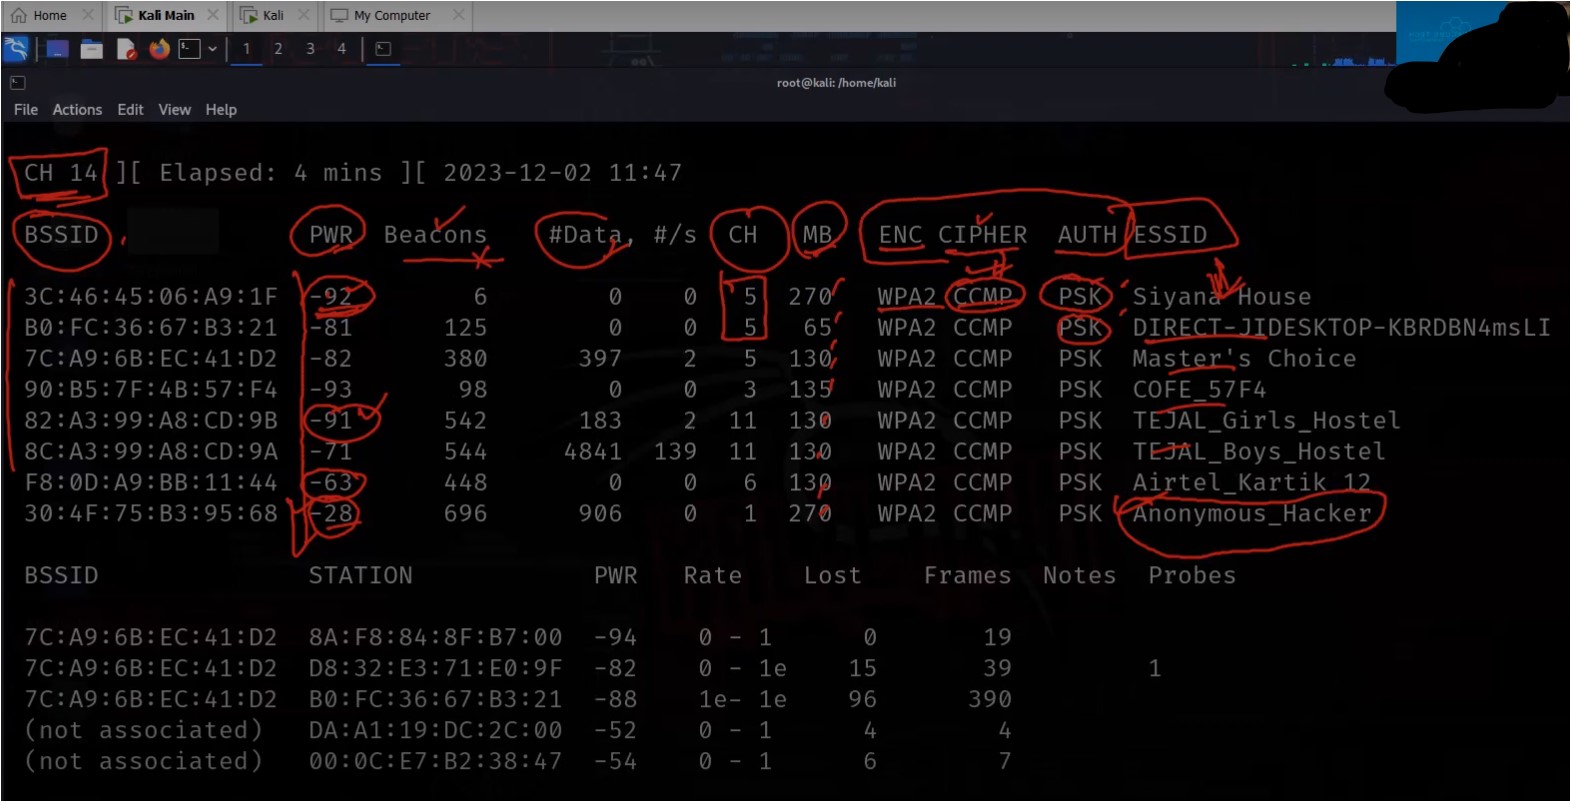 Home Kali Main Kali My Computer
1 2 3 4
root@kali: /home/kali
File Actions Edit View Help
CH 14 ][ Elapsed: 4 mins ][ 2023-12-02 11:47
BSSID PWR Beacons #Data, #/s CH MB ENC CIPHER AUTH ESSID
3C:46:45:06:A9:1F -92 6 0 0 5 270 WPA2 CCMP PSK Siyana House
B0:FC:36:67:B3:21 -81 125 0 0 5 65 WPA2 CCMP PSK DIRECT-JIDESKTOP-KBRDBN4msLI
7C:A9:6B:EC:41:D2 -82 380 397 2 5 130 WPA2 CCMP PSK Master's Choice
90:B5:7F:4B:57:F4 -93 98 0 0 3 135 WPA2 CCMP PSK COFE_57F4
82:A3:99:A8:CD:9B -91 542 183 2 11 130 WPA2 CCMP PSK TEJAL_Girls_Hostel
8C:A3:99:A8:CD:9A -71 544 4841 139 11 130 WPA2 CCMP PSK TEJAL_Boys_Hostel
F8:0D:A9:BB:11:44 -63 448 0 0 6 130 WPA2 CCMP PSK Airtel_Kartik_12
30:4F:75:B3:95:68 -28 696 906 0 1 270 WPA2 CCMP PSK Anonymous_Hacker
BSSID STATION PWR Rate Lost Frames Notes Probes
7C:A9:6B:EC:41:D2 8A:F8:84:8F:B7:00 -94 0 - 1 0 19
7C:A9:6B:EC:41:D2 D8:32:E3:71:E0:9F -82 0 - 1e 15 39 1
7C:A9:6B:EC:41:D2 B0:FC:36:67:B3:21 -88 1e- 1e 96 390
(not associated) DA:A1:19:DC:2C:00 -52 0 - 1 4 4
(not associated) 00:0C:E7:B2:38:47 -54 0 - 1 6 7